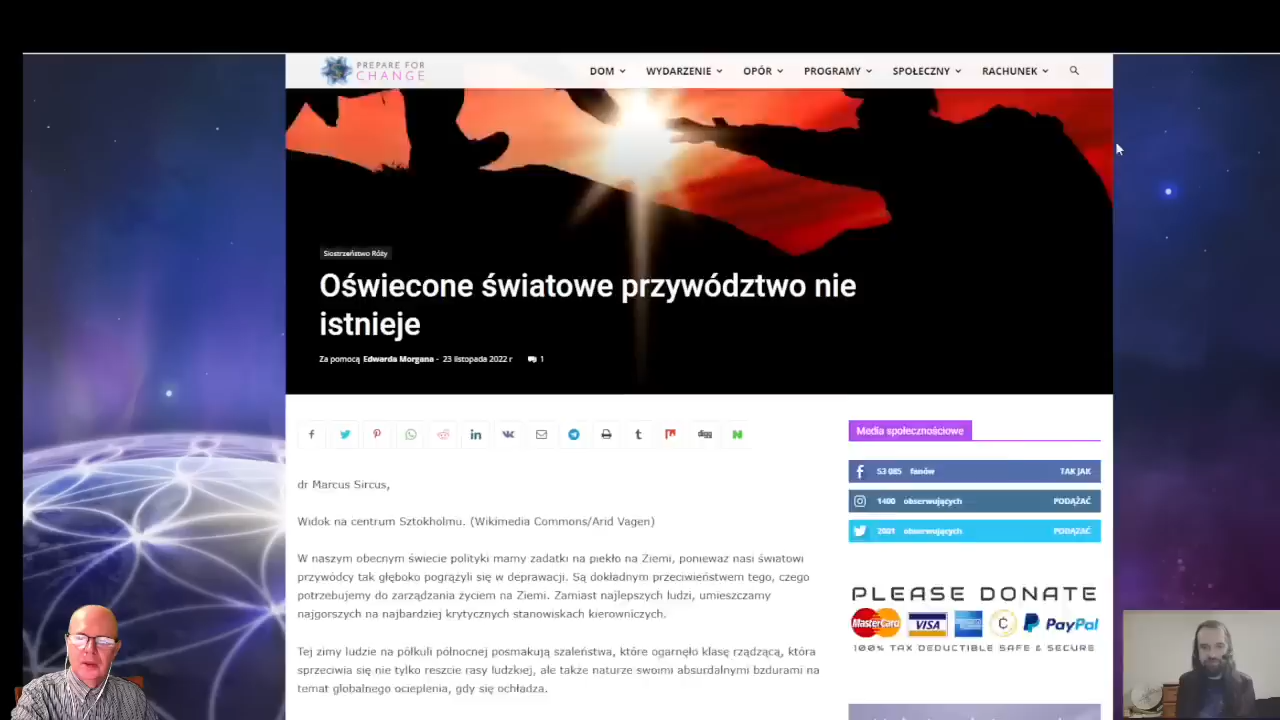 PREPARE FOR
CHANGE
DOM
WYDARZENIE
OPÓR
PROGRAMY
SPOŁECZNY
RACHUNEK
Siostrzeństwo Róży
Oświecone światowe przywództwo nie
istnieje
Za pomocą Edwarda Morgana - 23 listopada 2022 r 1
digg
Media społecznościowe
53 085 fanów TAK JAK
1400 obserwujących PODĄŻAĆ
2001 obserwujących PODĄŻAĆ
dr Marcus Sircus,
Widok na centrum Sztokholmu. (Wikimedia Commons/Arid Vagen)
W naszym obecnym świecie polityki mamy zadatki na piekło na Ziemi, ponieważ nasi światowi
przywódcy tak głęboko pogrążyli się w deprawacji. Są dokładnym przeciwieństwem tego, czego
potrzebujemy do zarządzania życiem na Ziemi. Zamiast najlepszych ludzi, umieszczamy
najgorszych na najbardziej krytycznych stanowiskach kierowniczych.
Tej zimy ludzie na półkuli północnej posmakują szaleństwa, które ogarnęło klasę rządzącą, która
sprzeciwia się nie tylko reszcie rasy ludzkiej, ale także naturze swoimi absurdalnymi bzdurami na
temat globalnego ocieplenia, gdy się ochładza.
PLEASE DONATE
MasterCard VISA PayPal
100% TAX DEDUCTIBLE SAFE & SECURE